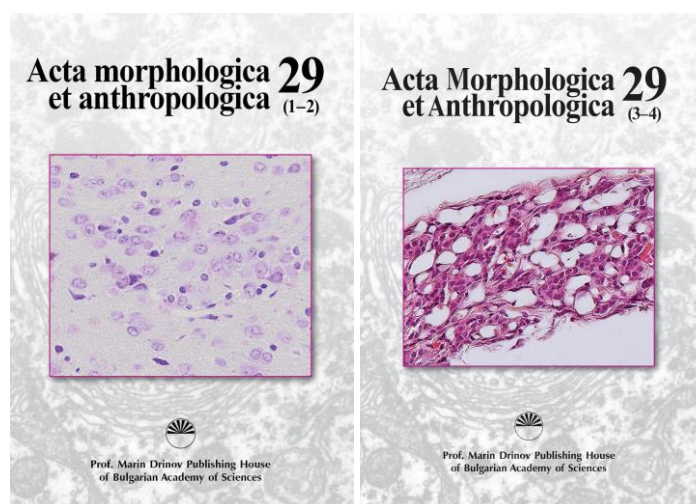 Acta morphologica 29
et anthropologica (1–2)
Prof. Marin Drinov Publishing House
of Bulgarian Academy of Sciences
Acta Morphologica 29
et Anthropologica (3–4)
Prof. Marin Drinov Publishing House
of Bulgarian Academy of Sciences